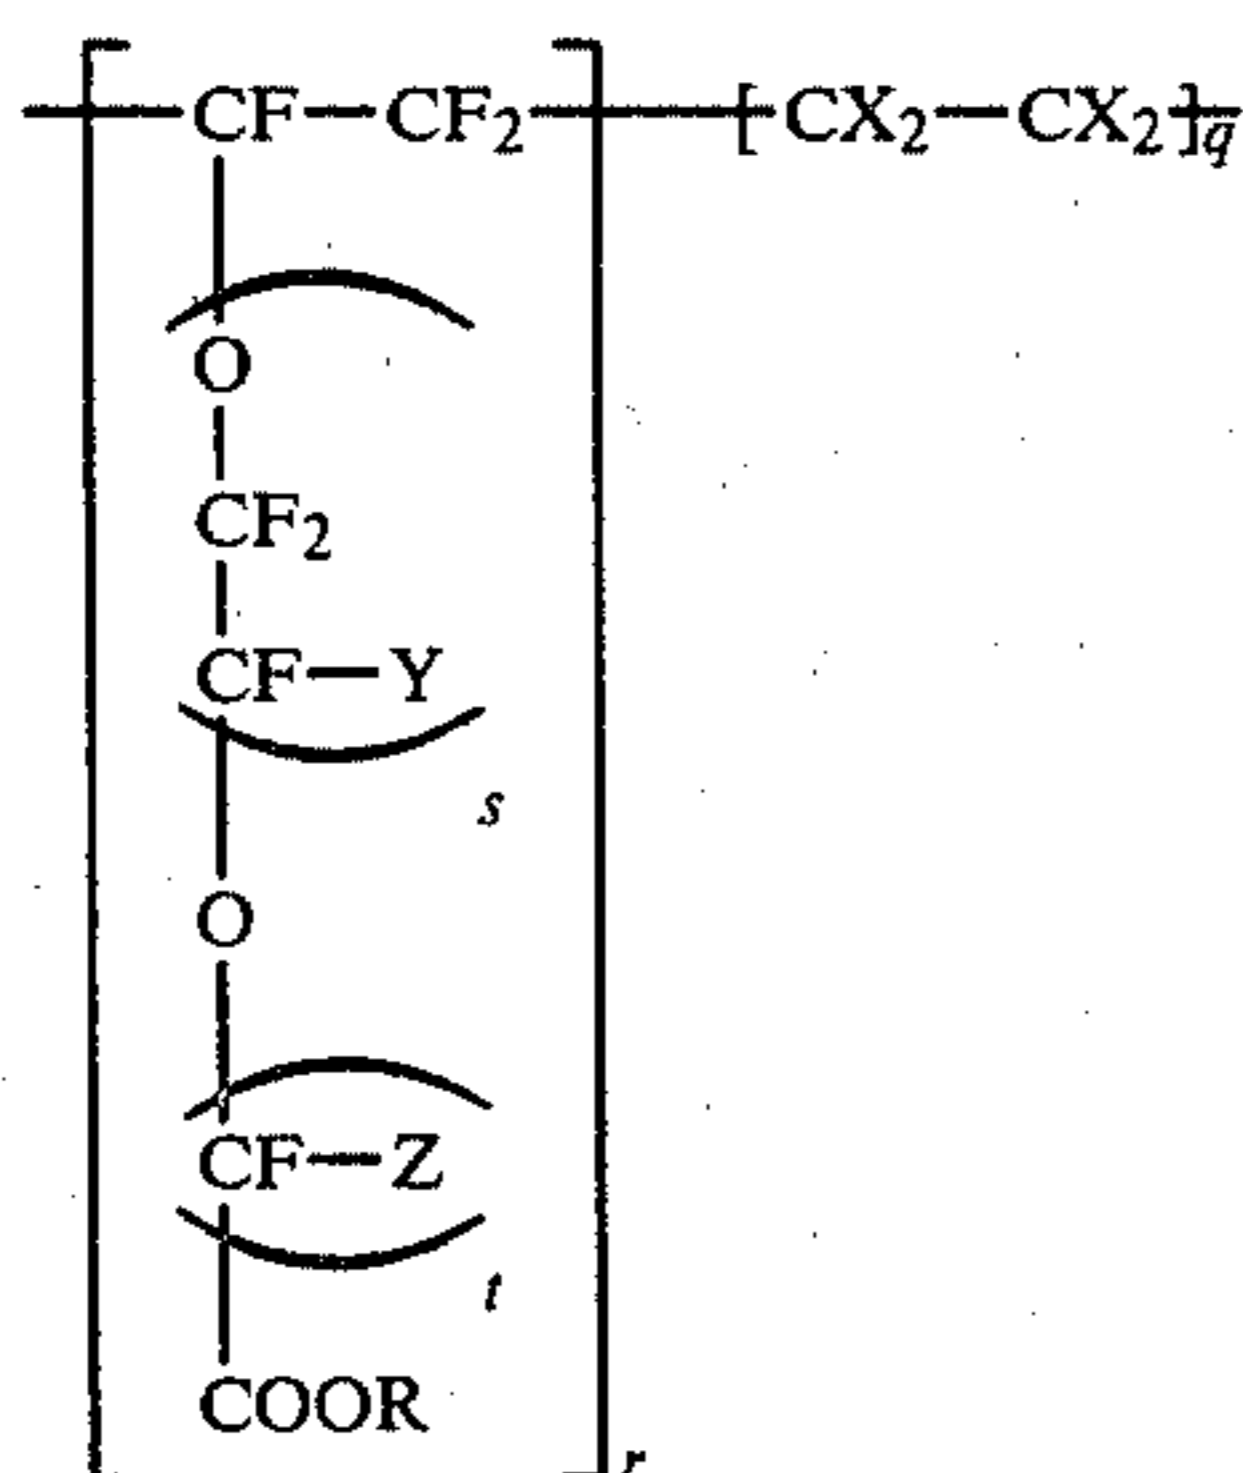 CF—CF₂ [CX₂—CX₂]q
O
CF₂
CF—Y
s
O
CF—Z
t
COOR
r